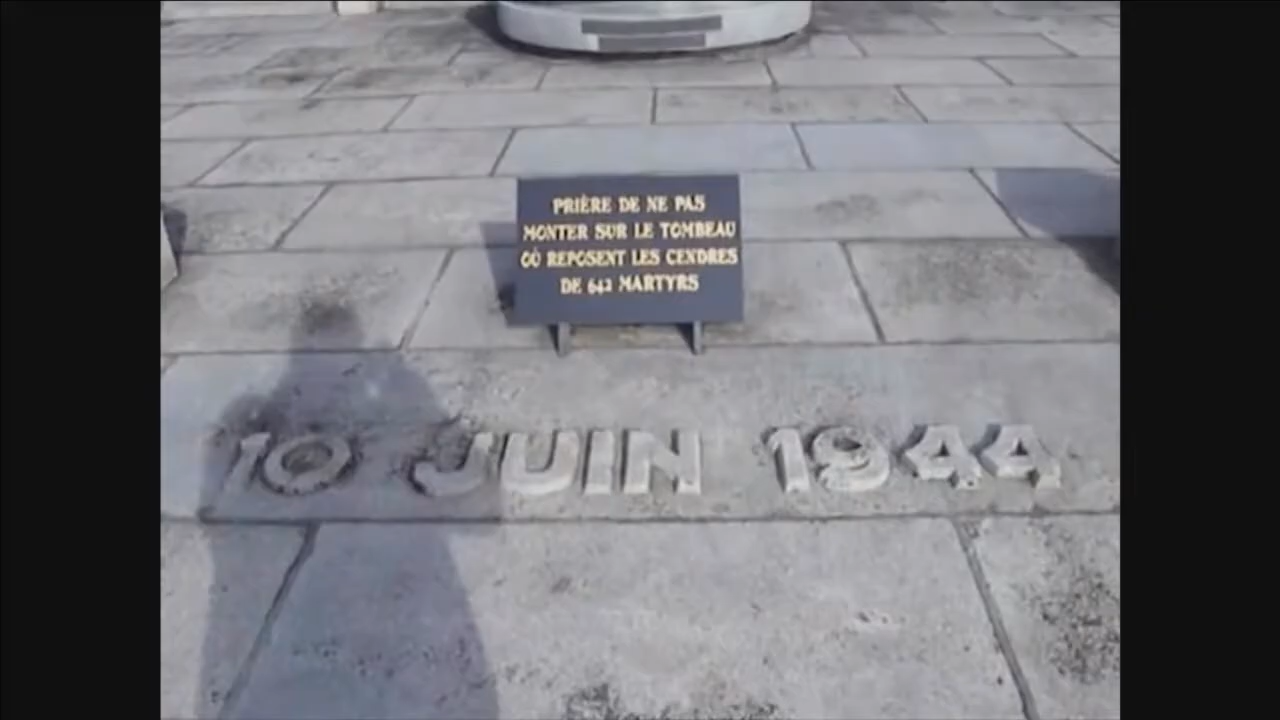 PRIÈRE DE NE PAS
MONTER SUR LE TOMBEAU
OÙ REPOSENT LES CENDRES
DE 642 MARTYRS
10 JUIN 1944